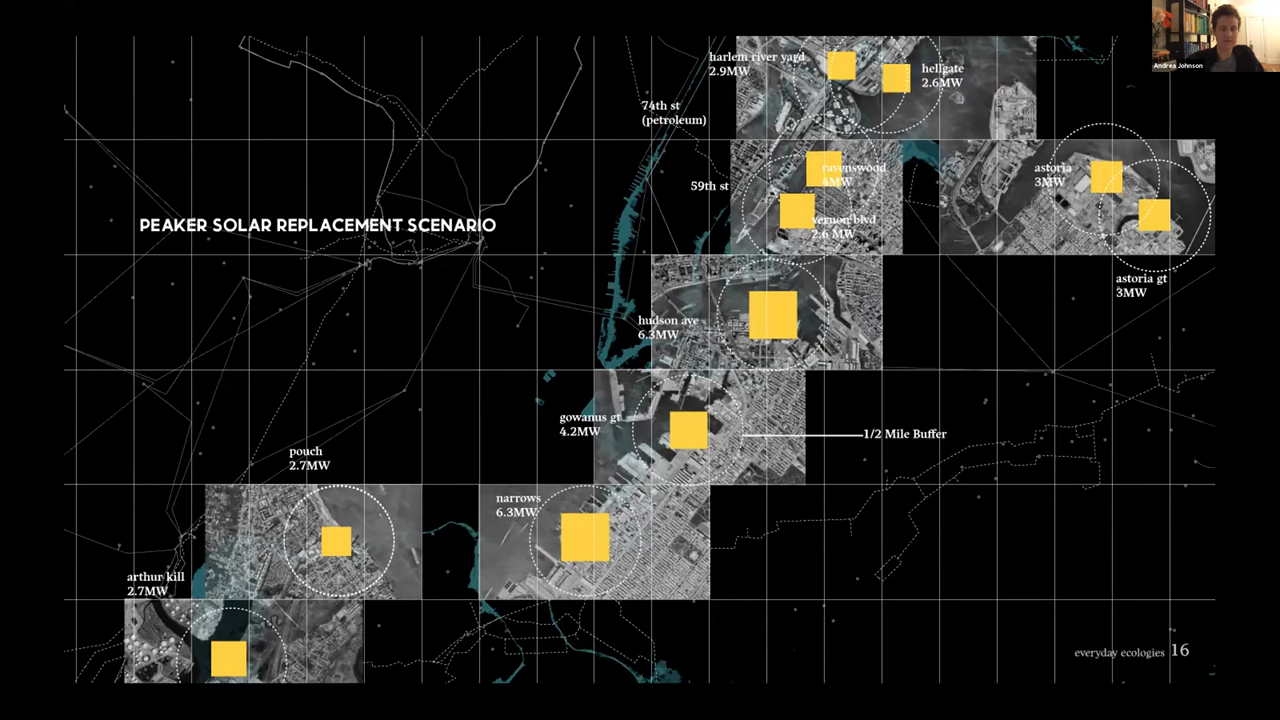 Andrea Johnson
harlem river yard
2.9MW
hellgate
2.6MW
74th st
(petroleum)
59th st
ravenswood
4MW
vernon blvd
2.6 MW
astoria
3MW
astoria gt
3MW
PEAKER SOLAR REPLACEMENT SCENARIO
hudson ave
6.3MW
gowanus gt
4.2MW
1/2 Mile Buffer
pouch
2.7MW
narrows
6.3MW
arthur kill
2.7MW
everyday ecologies 16